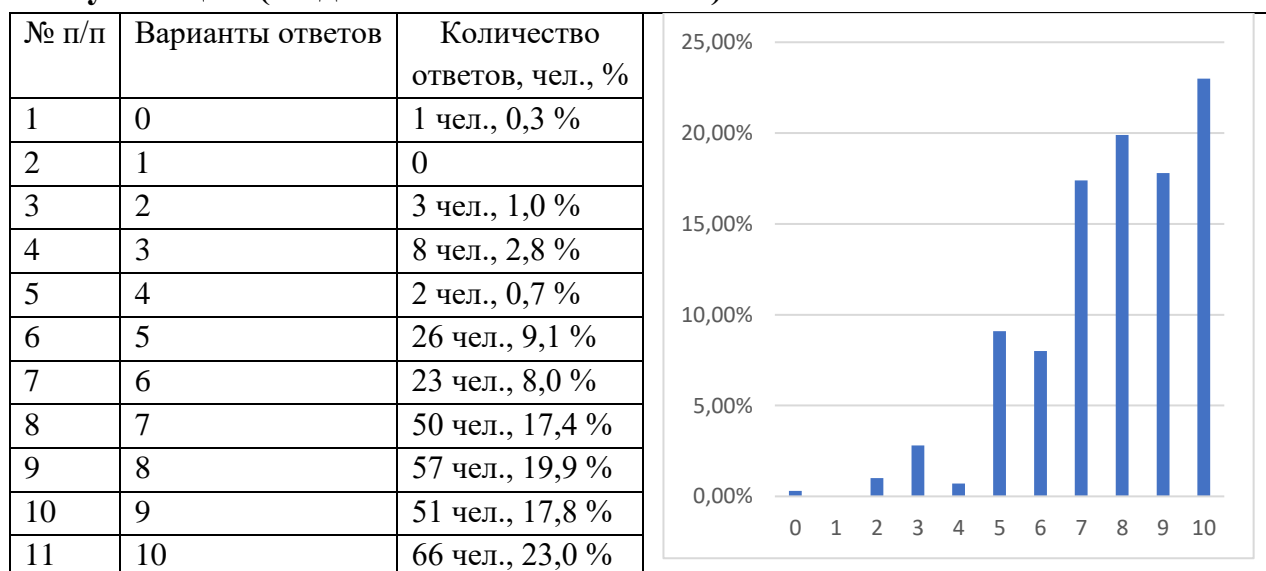 № п/п Варианты ответов Количество ответов, чел., %
1 0 1 чел., 0,3 %
2 1 0
3 2 3 чел., 1,0 %
4 3 8 чел., 2,8 %
5 4 2 чел., 0,7 %
6 5 26 чел., 9,1 %
7 6 23 чел., 8,0 %
8 7 50 чел., 17,4 %
9 8 57 чел., 19,9 %
10 9 51 чел., 17,8 %
11 10 66 чел., 23,0 %
25,00%
20,00%
15,00%
10,00%
5,00%
0,00%
0 1 2 3 4 5 6 7 8 9 10